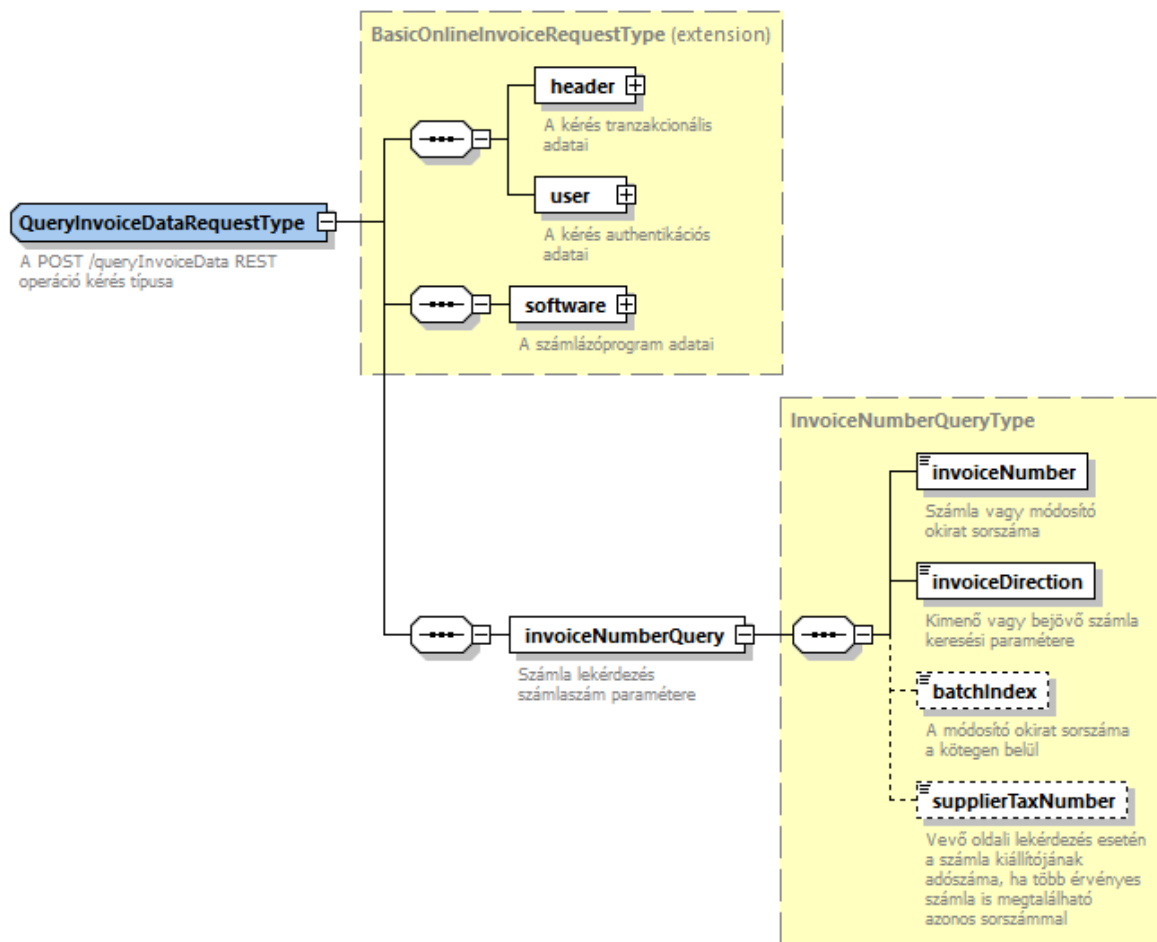 BasicOnlineInvoiceRequestType (extension)
header
A kérés tranzakcionális
adatai
user
A kérés authentikációs
adatai
QueryInvoiceDataRequestType
A POST /queryInvoiceData REST
operáció kérés típusa
software
A számlázóprogram adatai
InvoiceNumberQueryType
invoiceNumber
Számla vagy módosító
okirat sorszáma
invoiceDirection
Kimenő vagy bejövő számla
keresési paramétere
invoiceNumberQuery
Számla lekérdezés
számlaszám paramétere
batchIndex
A módosító okirat sorszáma
a kötegen belül
supplierTaxNumber
Vevő oldali lekérdezés esetén
a számla kiállítójának
adószáma, ha több érvényes
számla is megtalálható
azonos sorszámmal